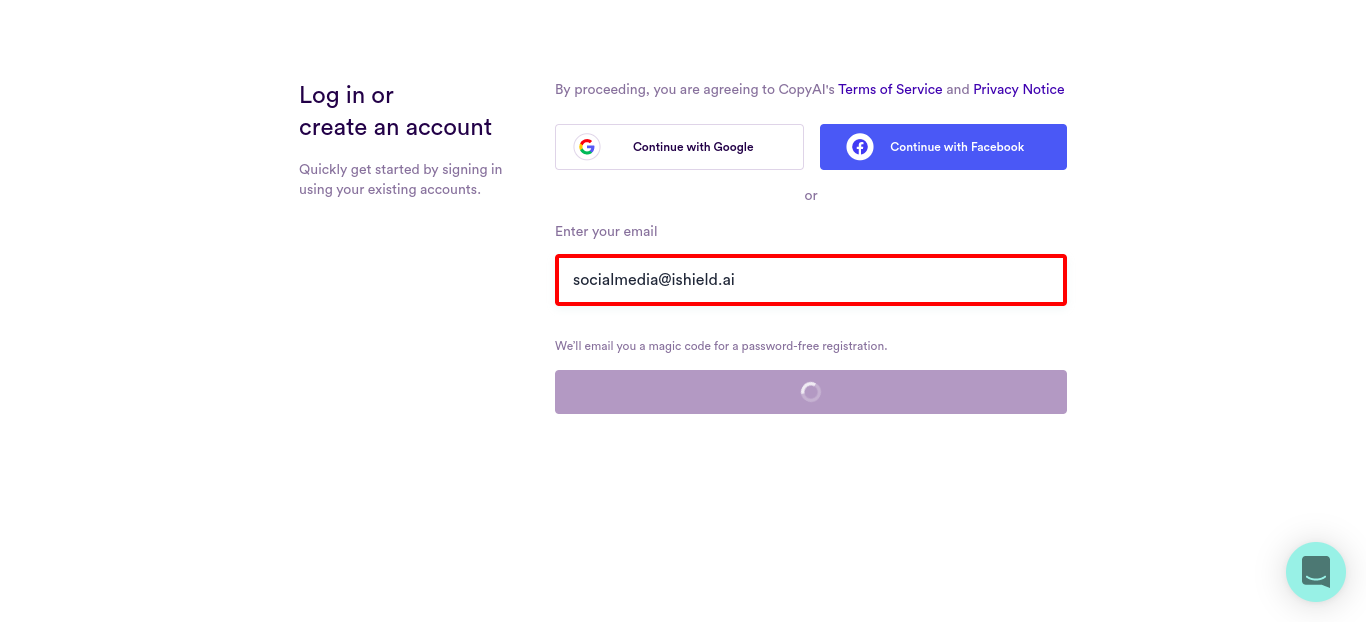 Log in or
create an account
Quickly get started by signing in
using your existing accounts.
By proceeding, you are agreeing to CopyAI's Terms of Service and Privacy Notice
Continue with Google
Continue with Facebook
or
Enter your email
socialmedia@ishield.ai
We'll email you a magic code for a password-free registration.